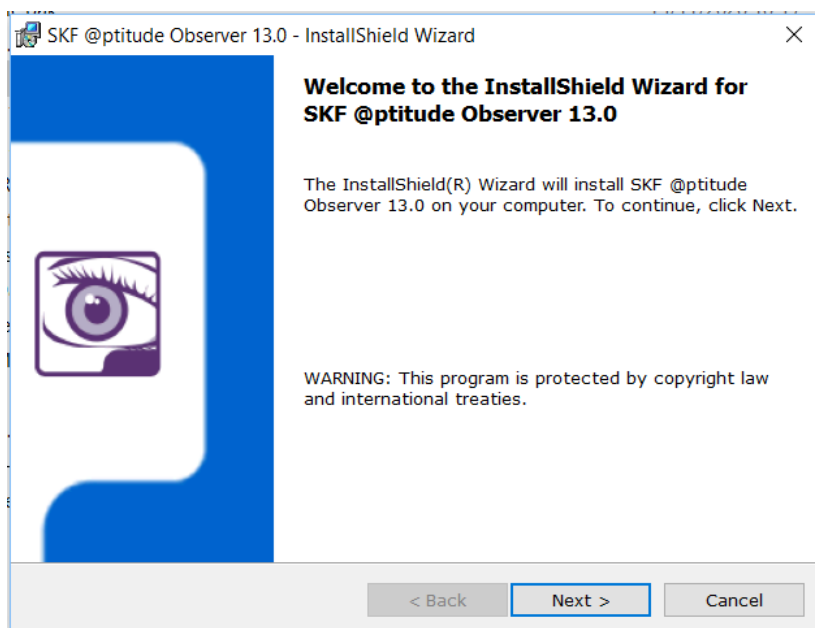 SKF @ptitude Observer 13.0 - InstallShield Wizard
Welcome to the InstallShield Wizard for
SKF @ptitude Observer 13.0
The InstallShield(R) Wizard will install SKF @ptitude
Observer 13.0 on your computer. To continue, click Next.
WARNING: This program is protected by copyright law
and international treaties.
< Back Next > Cancel